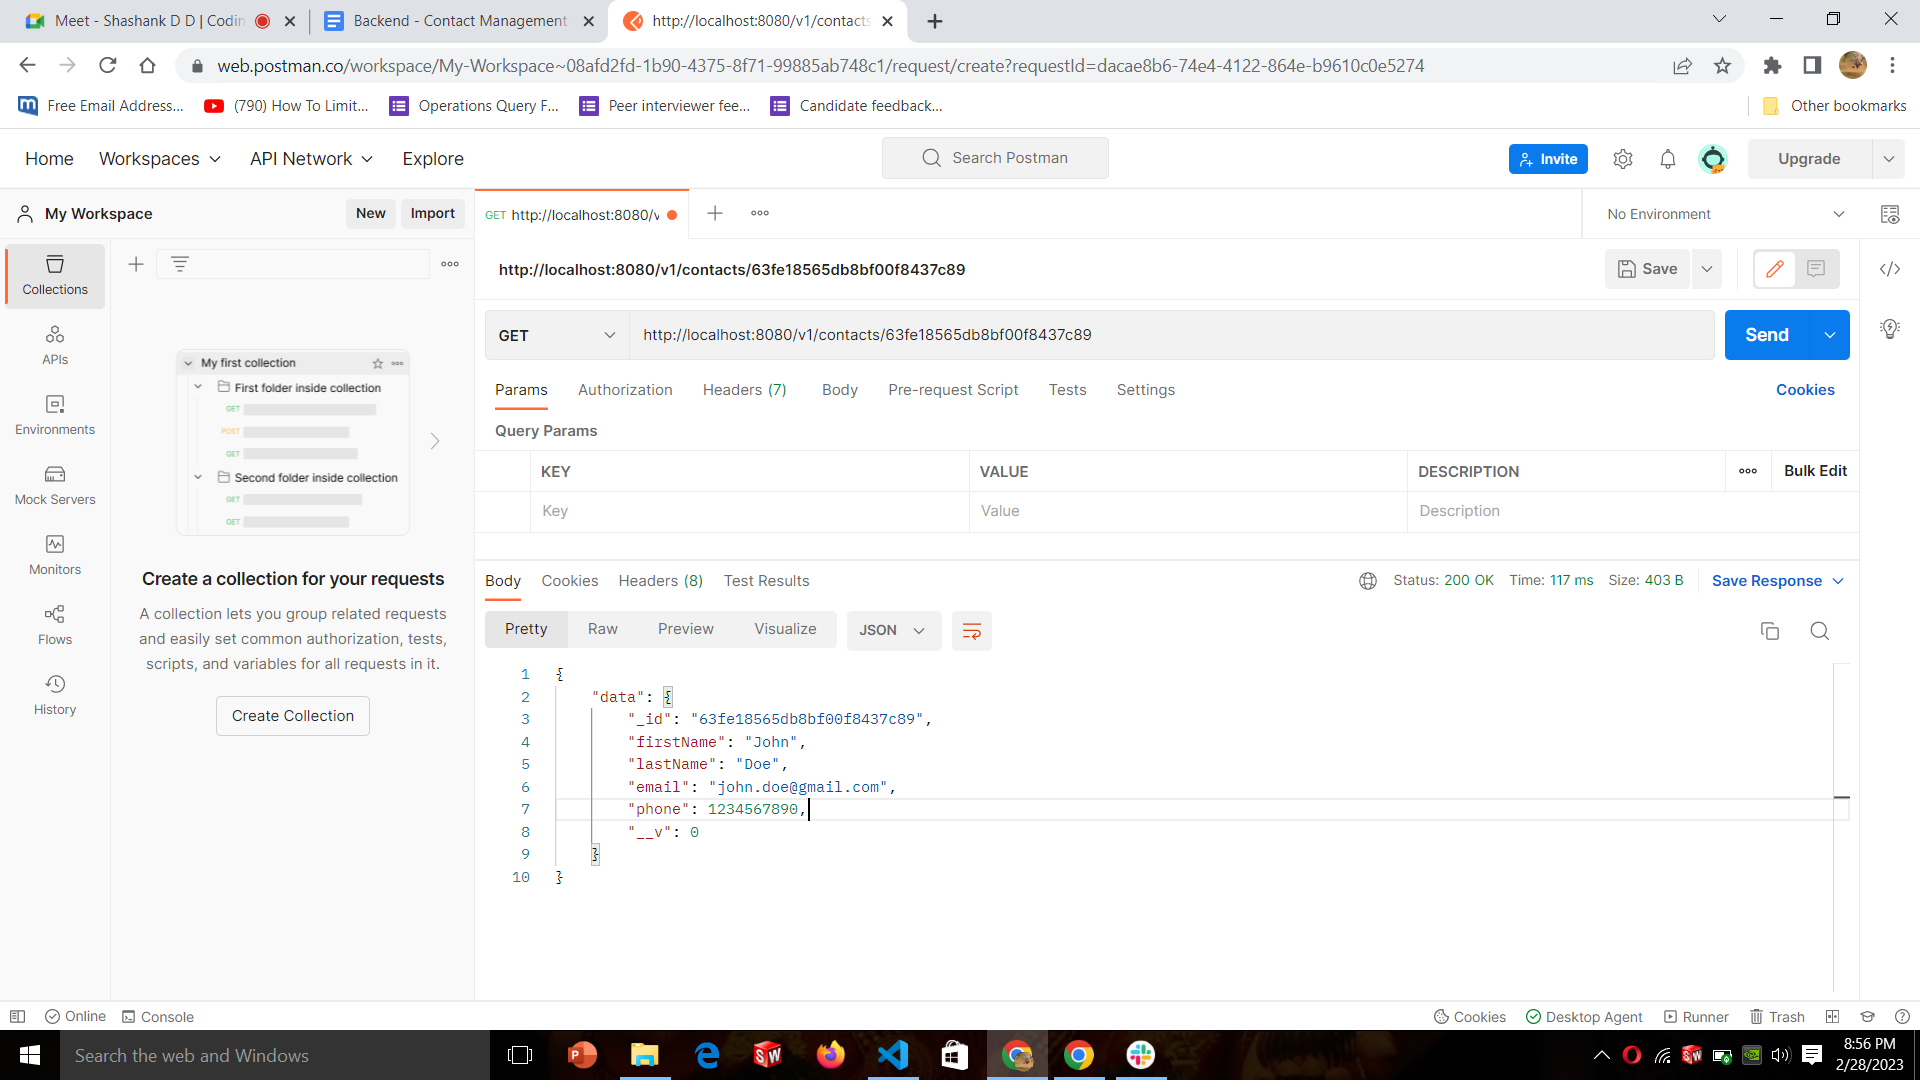 Meet - Shashank D D | Codin
Backend - Contact Management
http://localhost:8080/v1/contacts
web.postman.co/workspace/My-Workspace~08afd2fd-1b90-4375-8f71-99885ab748c1/request/create?requestId=dacae8b6-74e4-4122-864e-b9610c0e5274
Free Email Address...
(790) How To Limit...
Operations Query F...
Peer interviewer fee...
Candidate feedback...
Other bookmarks
Home
Workspaces
API Network
Explore
Search Postman
Invite
Upgrade
My Workspace
New
Import
GET http://localhost:8080/v
No Environment
Collections
APIs
Environments
Mock Servers
Monitors
Flows
History
My first collection
First folder inside collection
GET
POST
GET
Second folder inside collection
GET
GET
Create a collection for your requests
A collection lets you group related requests
and easily set common authorization, tests,
scripts, and variables for all requests in it.
Create Collection
http://localhost:8080/v1/contacts/63fe18565db8bf00f8437c89
Save
GET
http://localhost:8080/v1/contacts/63fe18565db8bf00f8437c89
Send
Params
Authorization
Headers (7)
Body
Pre-request Script
Tests
Settings
Cookies
Query Params
KEY
VALUE
DESCRIPTION
Bulk Edit
Key
Value
Description
Body
Cookies
Headers (8)
Test Results
Status: 200 OK
Time: 117 ms
Size: 403 B
Save Response
Pretty
Raw
Preview
Visualize
JSON
1 {
2 "data": {
3 "_id": "63fe18565db8bf00f8437c89",
4 "firstName": "John",
5 "lastName": "Doe",
6 "email": "john.doe@gmail.com",
7 "phone": 1234567890,
8 "__v": 0
9 }
10 }
Online
Console
Cookies
Desktop Agent
Runner
Trash
Search the web and Windows
8:56 PM
2/28/2023